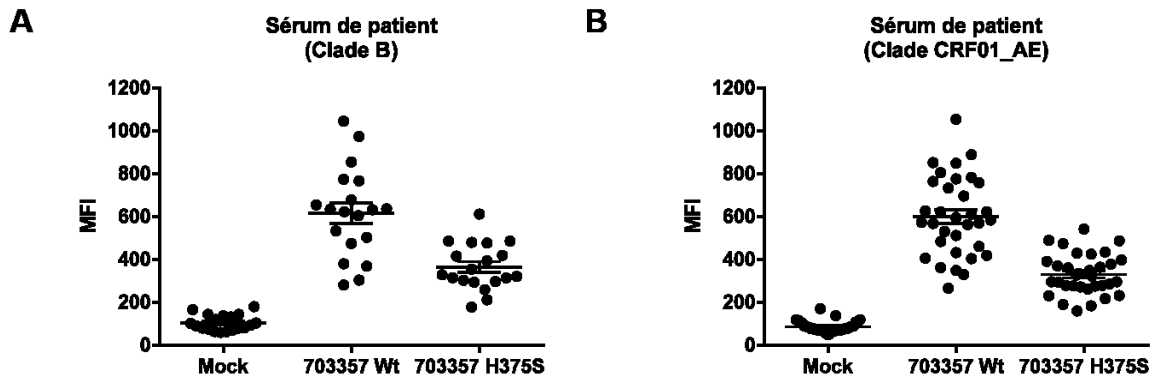 A
Sérum de patient
(Clade B)
MFI
1200
1000
800
600
400
200
0
Mock
703357 Wt
703357 H375S
B
Sérum de patient
(Clade CRF01_AE)
MFI
1200
1000
800
600
400
200
0
Mock
703357 Wt
703357 H375S